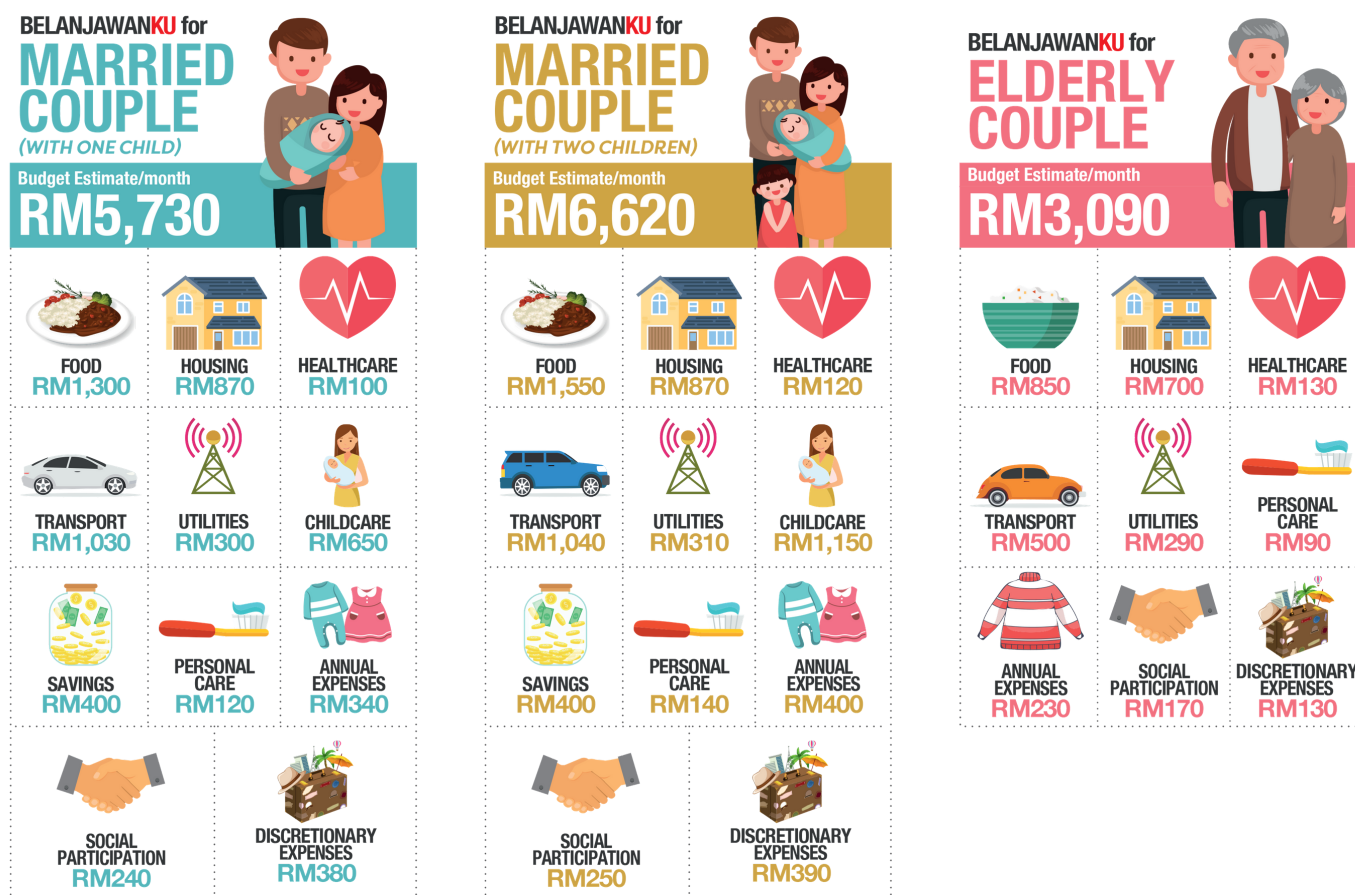 BELANJAWANKU for
MARRIED
COUPLE
(WITH ONE CHILD)
Budget Estimate/month
RM5,730
FOOD
RM1,300
HOUSING
RM870
HEALTHCARE
RM100
TRANSPORT
RM1,030
UTILITIES
RM300
CHILDCARE
RM650
SAVINGS
RM400
PERSONAL
CARE
RM120
ANNUAL
EXPENSES
RM340
SOCIAL
PARTICIPATION
RM240
DISCRETIONARY
EXPENSES
RM380
BELANJAWANKU for
MARRIED
COUPLE
(WITH TWO CHILDREN)
Budget Estimate/month
RM6,620
FOOD
RM1,550
HOUSING
RM870
HEALTHCARE
RM120
TRANSPORT
RM1,040
UTILITIES
RM310
CHILDCARE
RM1,150
SAVINGS
RM400
PERSONAL
CARE
RM140
ANNUAL
EXPENSES
RM400
SOCIAL
PARTICIPATION
RM250
DISCRETIONARY
EXPENSES
RM390
BELANJAWANKU for
ELDERLY
COUPLE
Budget Estimate/month
RM3,090
FOOD
RM850
HOUSING
RM700
HEALTHCARE
RM130
TRANSPORT
RM500
UTILITIES
RM290
PERSONAL
CARE
RM90
ANNUAL
EXPENSES
RM230
SOCIAL
PARTICIPATION
RM170
DISCRETIONARY
EXPENSES
RM130